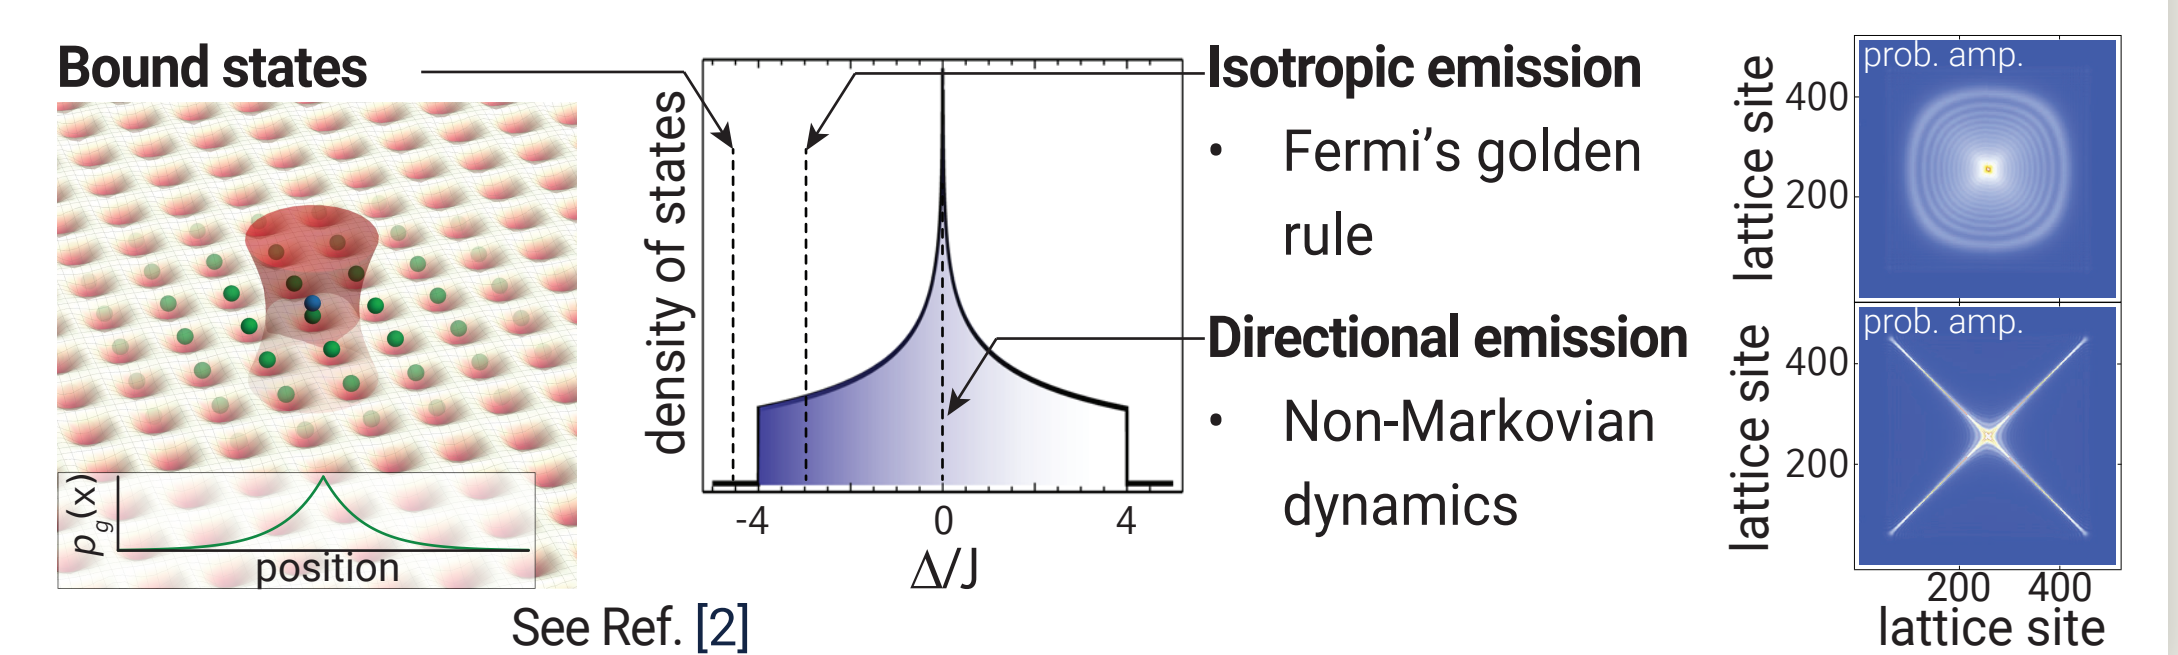 Bound states
p_g(x)
position
See Ref. [2]
density of states
-4 0 4
Δ/J
Isotropic emission
• Fermi’s golden
rule
Directional emission
• Non-Markovian
dynamics
prob. amp.
lattice site
400
200
prob. amp.
lattice site
400
200
200 400
lattice site